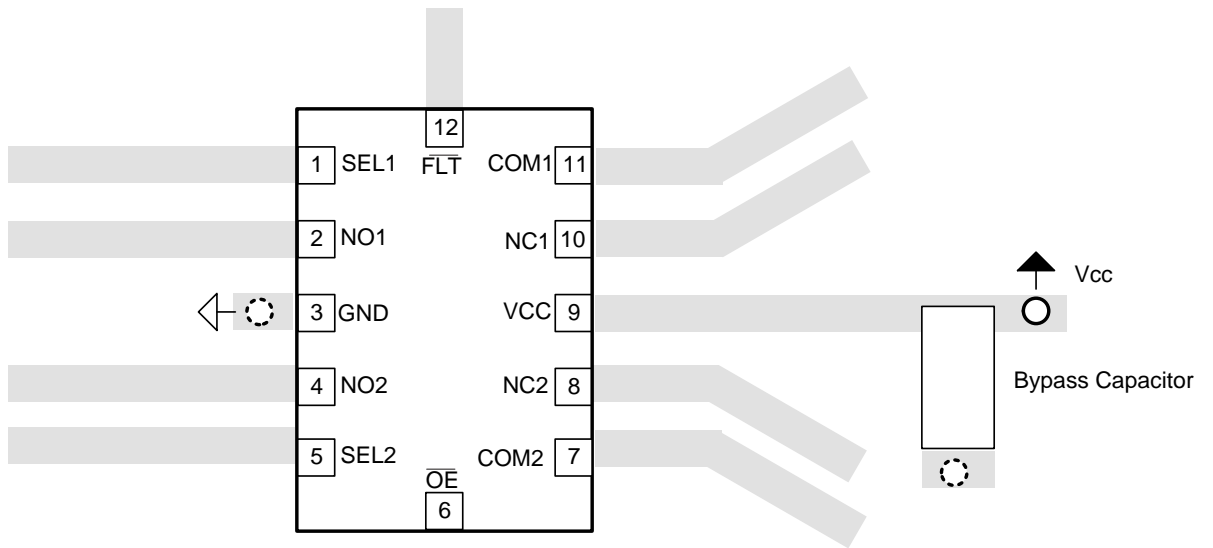 12
FLT
1 SEL1
COM1 11
2 NO1
NC1 10
3 GND
VCC 9
Vcc
4 NO2
NC2 8
Bypass Capacitor
5 SEL2
COM2 7
OE
6